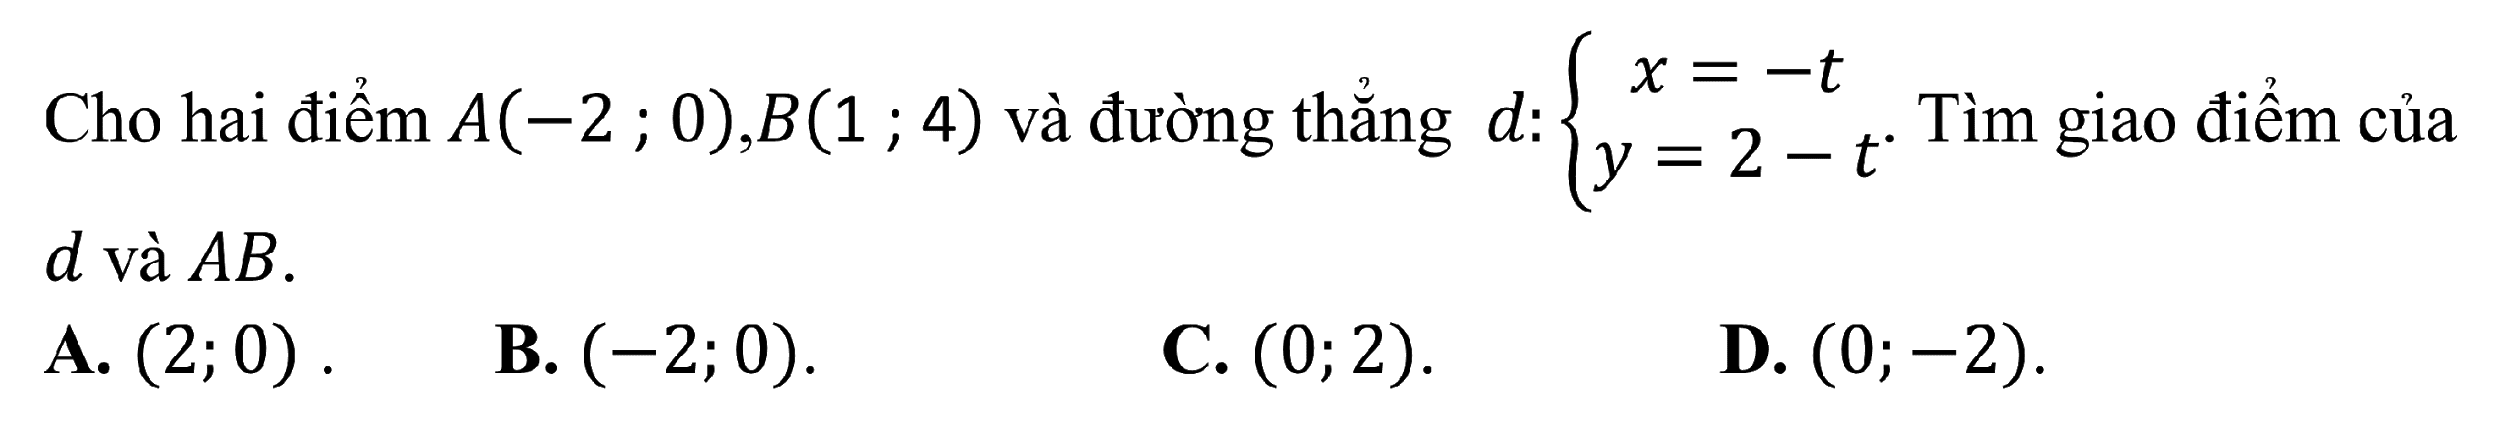 Cho hai điểm A(−2 ; 0),B(1 ; 4) và đường thẳng d: { x = −t y = 2 − t . Tìm giao điểm của
d và AB.
A. (2; 0) . B. (−2; 0). C. (0; 2). D. (0; −2).